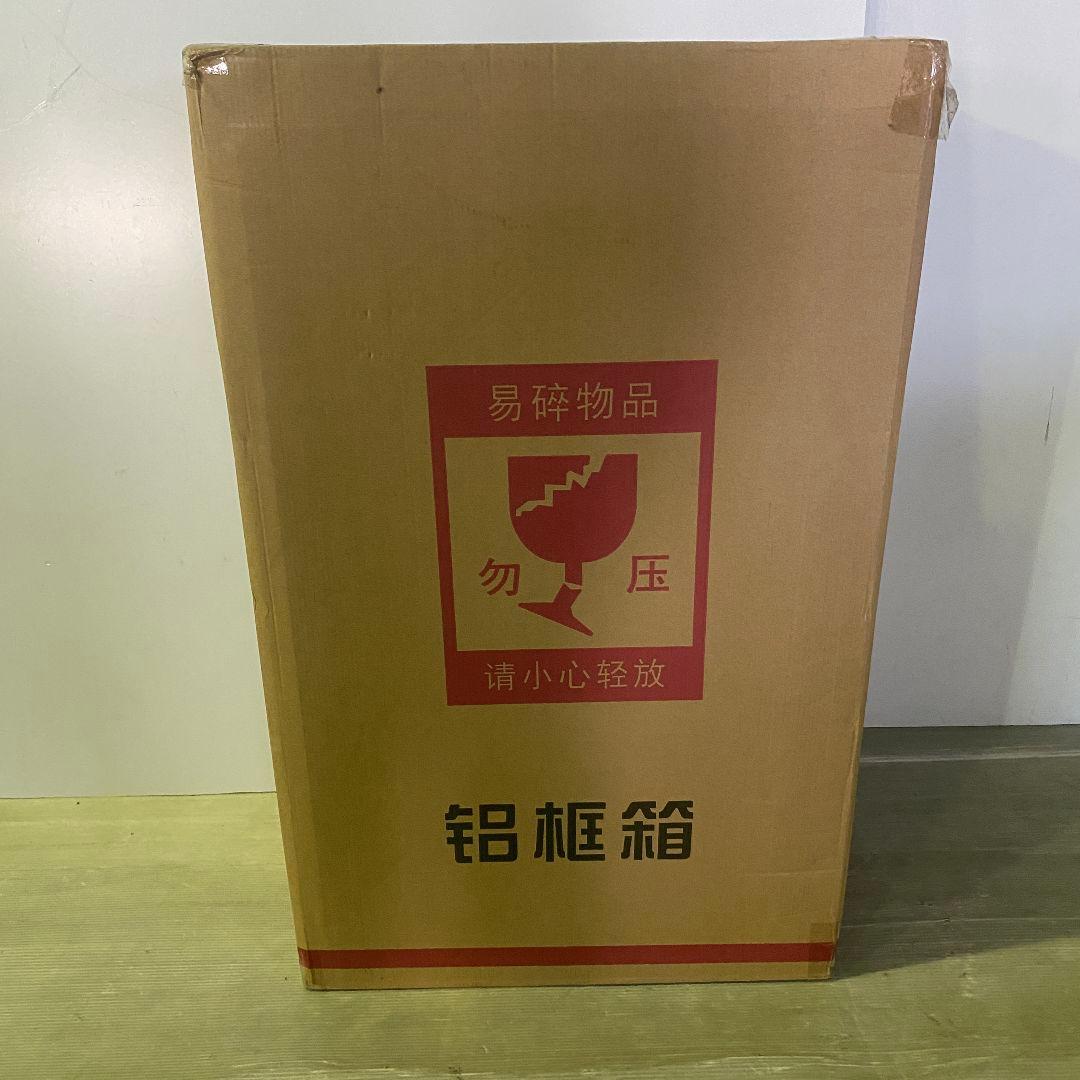 易碎物品
勿 压
请小心轻放
铝框箱